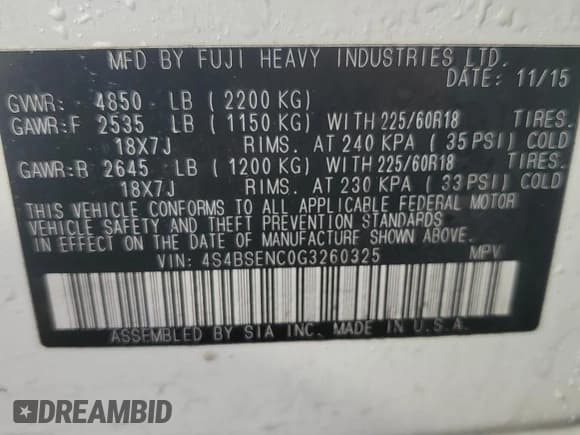 MFD BY FUJI HEAVY INDUSTRIES LTD.
DATE: 11/15
GVWR: 4850 LB ( 2200 KG)
GAWR:F 2535 LB ( 1150 KG) WITH 225/60R18 TIRES.
18X7J RIMS. AT 240 KPA ( 35 PSI) COLD
GAWR:R 2645 LB ( 1200 KG) WITH 225/60R18 TIRES.
18X7J RIMS. AT 230 KPA ( 33 PSI) COLD
THIS VEHICLE CONFORMS TO ALL APPLICABLE FEDERAL MOTOR
VEHICLE SAFETY AND THEFT PREVENTION STANDARDS
IN EFFECT ON THE DATE OF MANUFACTURE SHOWN ABOVE.
VIN: 4S4BSENC0G3260325 MPV
ASSEMBLED BY SIA INC. MADE IN U.S.A.
DREAMBID